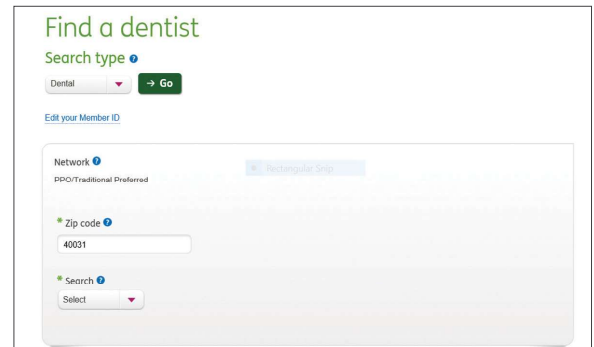 Find a dentist
Search type ?
Dental
→ Go
Edit your Member ID
Network ?
Rectangular Snip
PPO/Traditional Preferred
* Zip code ?
40031
* Search ?
Select